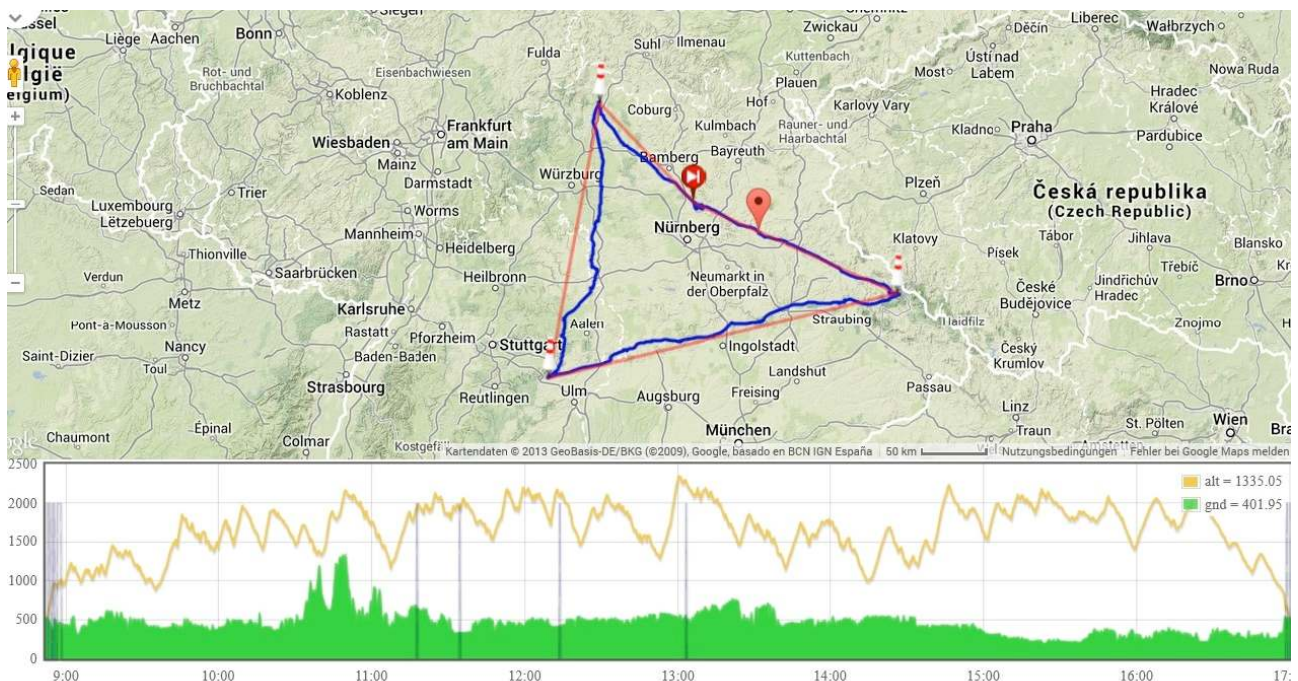 Liège
Aachen
Bonn
Siegen
Fulda
Suhl
Ilmenau
Zwickau
Děčín
Liberec
Wałbrzych
lgique
elgië
elgium)
Rot- und
Bruchbachtal
Eisenbachwiesen
Koblenz
Kuttenbach
Plauen
Most
Ústí nad
Labem
Nowa Ruda
Wiesbaden
Mainz
Frankfurt
am Main
Darmstadt
Coburg
Hof
Kulmbach
Bayreuth
Bamberg
Rauner- und
Haarbachtal
Karlovy Vary
Kladno
Praha
Hradec
Králové
Pardubice
Sedan
Luxembourg
Lëtzebuerg
Trier
Worms
Mannheim
Würzburg
Nürnberg
Plzeň
Česká republika
(Czech Republic)
Thionville
Saarbrücken
Heidelberg
Heilbronn
Neumarkt in
der Oberpfalz
Klatovy
Písek
Tábor
Jihlava
Blansko
Verdun
Metz
Karlsruhe
České
Budějovice
Jindřichův
Hradec
Třebíč
Brno
Pont-à-Mousson
Rastatt
Baden-Baden
Pforzheim
Stuttgart
Aalen
Ingolstadt
Straubing
Haidfilz
Znojmo
Saint-Dizier
Nancy
Toul
Strasbourg
Reutlingen
Ulm
Augsburg
Freising
Landshut
Passau
Český
Krumlov
Chaumont
Épinal
Colmar
München
Linz
Traun
St. Pölten
Wien
Kartendaten © 2013 GeoBasis-DE/BKG (©2009), Google, basado en BCN IGN España
50 km
Nutzungsbedingungen
Fehler bei Google Maps melden
2500
2000
1500
1000
500
0
alt = 1335.05
gnd = 401.95
9:00
10:00
11:00
12:00
13:00
14:00
15:00
16:00